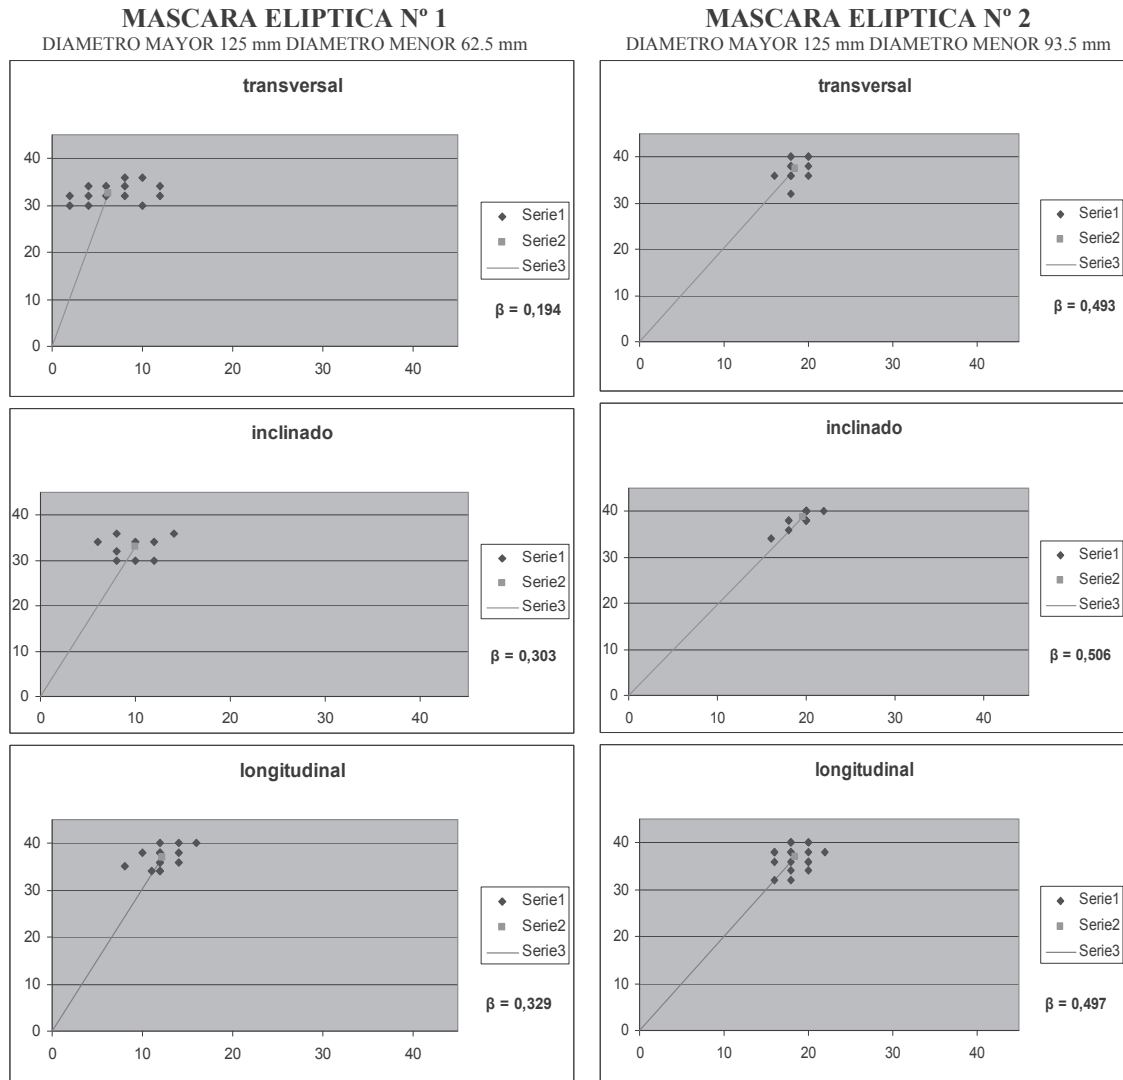 MASCARA ELIPTICA Nº 1
DIAMETRO MAYOR 125 mm DIAMETRO MENOR 62.5 mm
transversal
40
30
20
10
0
0 10 20 30 40
Serie1
Serie2
Serie3
β = 0,194
inclinado
40
30
20
10
0
0 10 20 30 40
Serie1
Serie2
Serie3
β = 0,303
longitudinal
40
30
20
10
0
0 10 20 30 40
Serie1
Serie2
Serie3
β = 0,329
MASCARA ELIPTICA Nº 2
DIAMETRO MAYOR 125 mm DIAMETRO MENOR 93.5 mm
transversal
40
30
20
10
0
0 10 20 30 40
Serie1
Serie2
Serie3
β = 0,493
inclinado
40
30
20
10
0
0 10 20 30 40
Serie1
Serie2
Serie3
β = 0,506
longitudinal
40
30
20
10
0
0 10 20 30 40
Serie1
Serie2
Serie3
β = 0,497